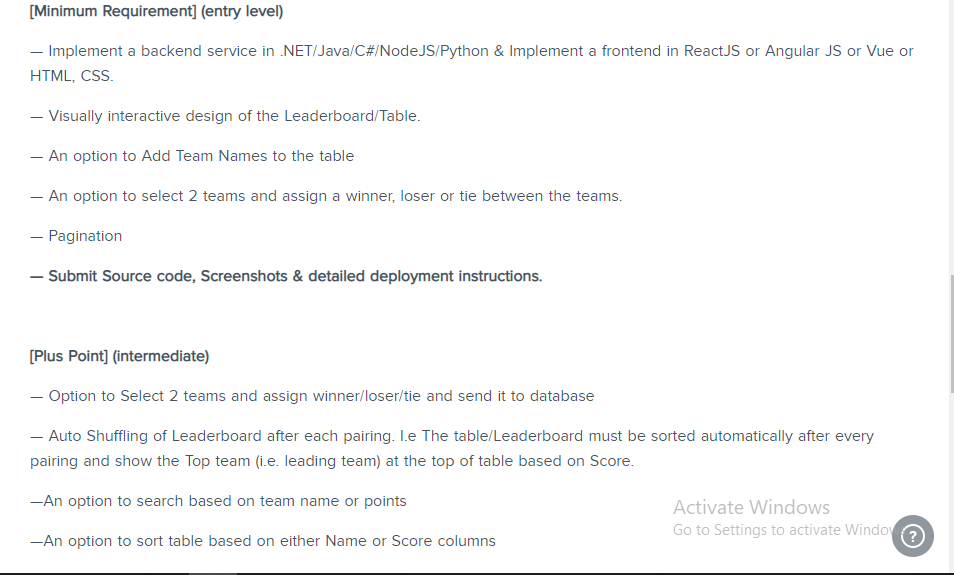 [Minimum Requirement] (entry level)
— Implement a backend service in .NET/Java/C#/NodeJS/Python & Implement a frontend in ReactJS or Angular JS or Vue or
HTML, CSS.
— Visually interactive design of the Leaderboard/Table.
— An option to Add Team Names to the table
— An option to select 2 teams and assign a winner, loser or tie between the teams.
— Pagination
— Submit Source code, Screenshots & detailed deployment instructions.
[Plus Point] (intermediate)
— Option to Select 2 teams and assign winner/loser/tie and send it to database
— Auto Shuffling of Leaderboard after each pairing. I.e The table/Leaderboard must be sorted automatically after every
pairing and show the Top team (i.e. leading team) at the top of table based on Score.
—An option to search based on team name or points
Activate Windows
Go to Settings to activate Window
?
—An option to sort table based on either Name or Score columns